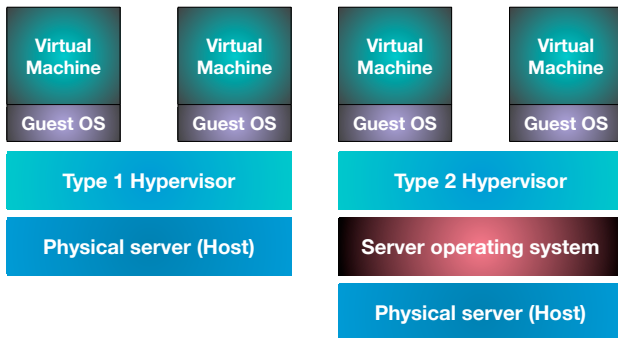 Virtual
Machine
Virtual
Machine
Virtual
Machine
Virtual
Machine
Guest OS
Guest OS
Guest OS
Guest OS
Type 1 Hypervisor
Type 2 Hypervisor
Physical server (Host)
Server operating system
Physical server (Host)